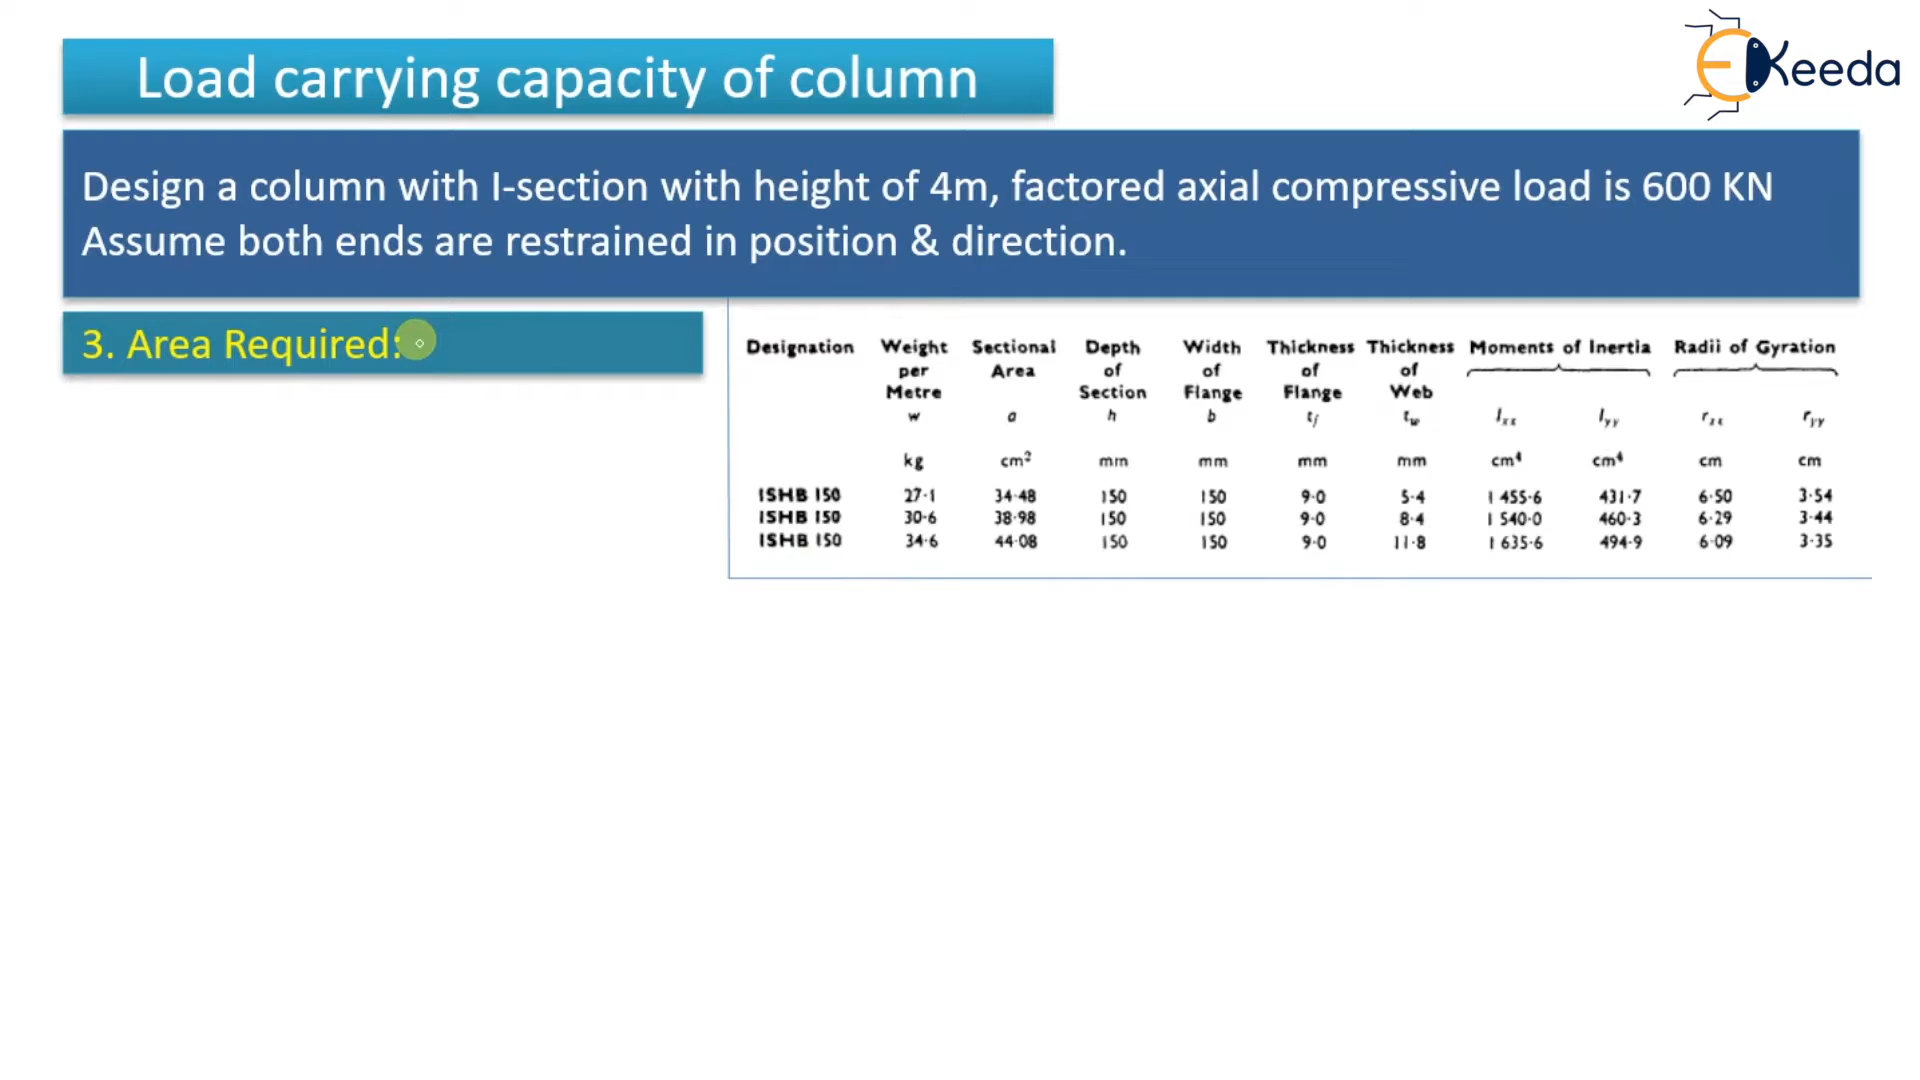 Load carrying capacity of column
EKeeda
Design a column with I-section with height of 4m, factored axial compressive load is 600 KN
Assume both ends are restrained in position & direction.
3. Area Required:
Designation Weight Sectional Depth Width Thickness Thickness Moments of Inertia Radii of Gyration
per Area of of of of
Metre Section Flange Flange Web
w a h b tf tw Ixx Iyy rxx ryy
kg cm² mm mm mm mm cm⁴ cm⁴ cm cm
ISHB 150 27·1 34·48 150 150 9·0 5·4 1 455·6 431·7 6·50 3·54
ISHB 150 30·6 38·98 150 150 9·0 8·4 1 540·0 460·3 6·29 3·44
ISHB 150 34·6 44·08 150 150 9·0 11·8 1 635·6 494·9 6·09 3·35